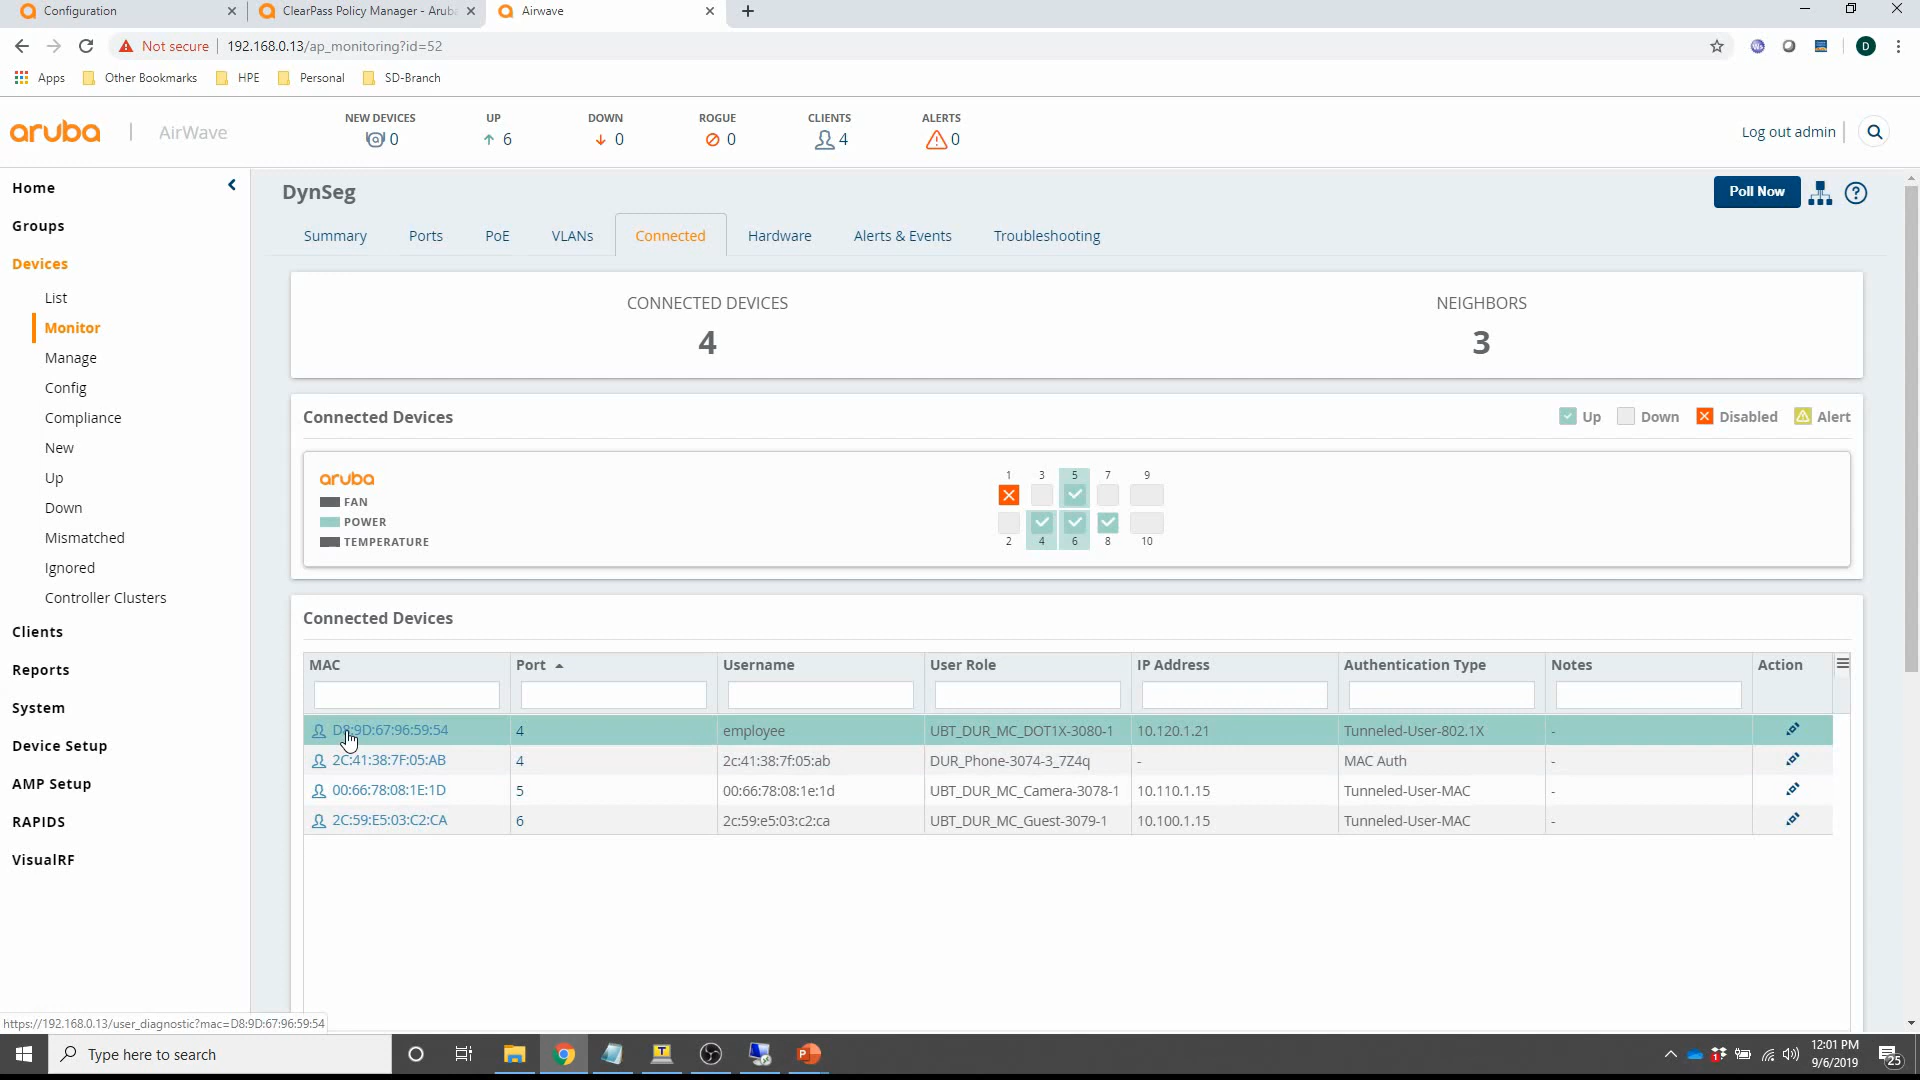 Configuration
ClearPass Policy Manager - Aruba
Airwave
Not secure
192.168.0.13/ap_monitoring?id=52
D
Apps
Other Bookmarks
HPE
Personal
SD-Branch
aruba
AirWave
NEW DEVICES
0
UP
6
DOWN
0
ROGUE
0
CLIENTS
4
ALERTS
0
Log out admin
Home
Groups
Devices
List
Monitor
Manage
Config
Compliance
New
Up
Down
Mismatched
Ignored
Controller Clusters
Clients
Reports
System
Device Setup
AMP Setup
RAPIDS
VisualRF
DynSeg
Poll Now
Summary Ports PoE VLANs Connected Hardware Alerts & Events Troubleshooting
CONNECTED DEVICES
4
NEIGHBORS
3
Connected Devices
Up Down Disabled Alert
aruba
FAN
POWER
TEMPERATURE
1 3 5 7 9
2 4 6 8 10
Connected Devices
MAC Port Username User Role IP Address Authentication Type Notes Action
D8:9D:67:96:59:54 4 employee UBT_DUR_MC_DOT1X-3080-1 10.120.1.21 Tunneled-User-802.1X -
2C:41:38:7F:05:AB 4 2c:41:38:7f:05:ab DUR_Phone-3074-3_7Z4q - MAC Auth -
00:66:78:08:1E:1D 5 00:66:78:08:1e:1d UBT_DUR_MC_Camera-3078-1 10.110.1.15 Tunneled-User-MAC -
2C:59:E5:03:C2:CA 6 2c:59:e5:03:c2:ca UBT_DUR_MC_Guest-3079-1 10.100.1.15 Tunneled-User-MAC -
https://192.168.0.13/user_diagnostic?mac=D8:9D:67:96:59:54
Type here to search
12:01 PM
9/6/2019
25